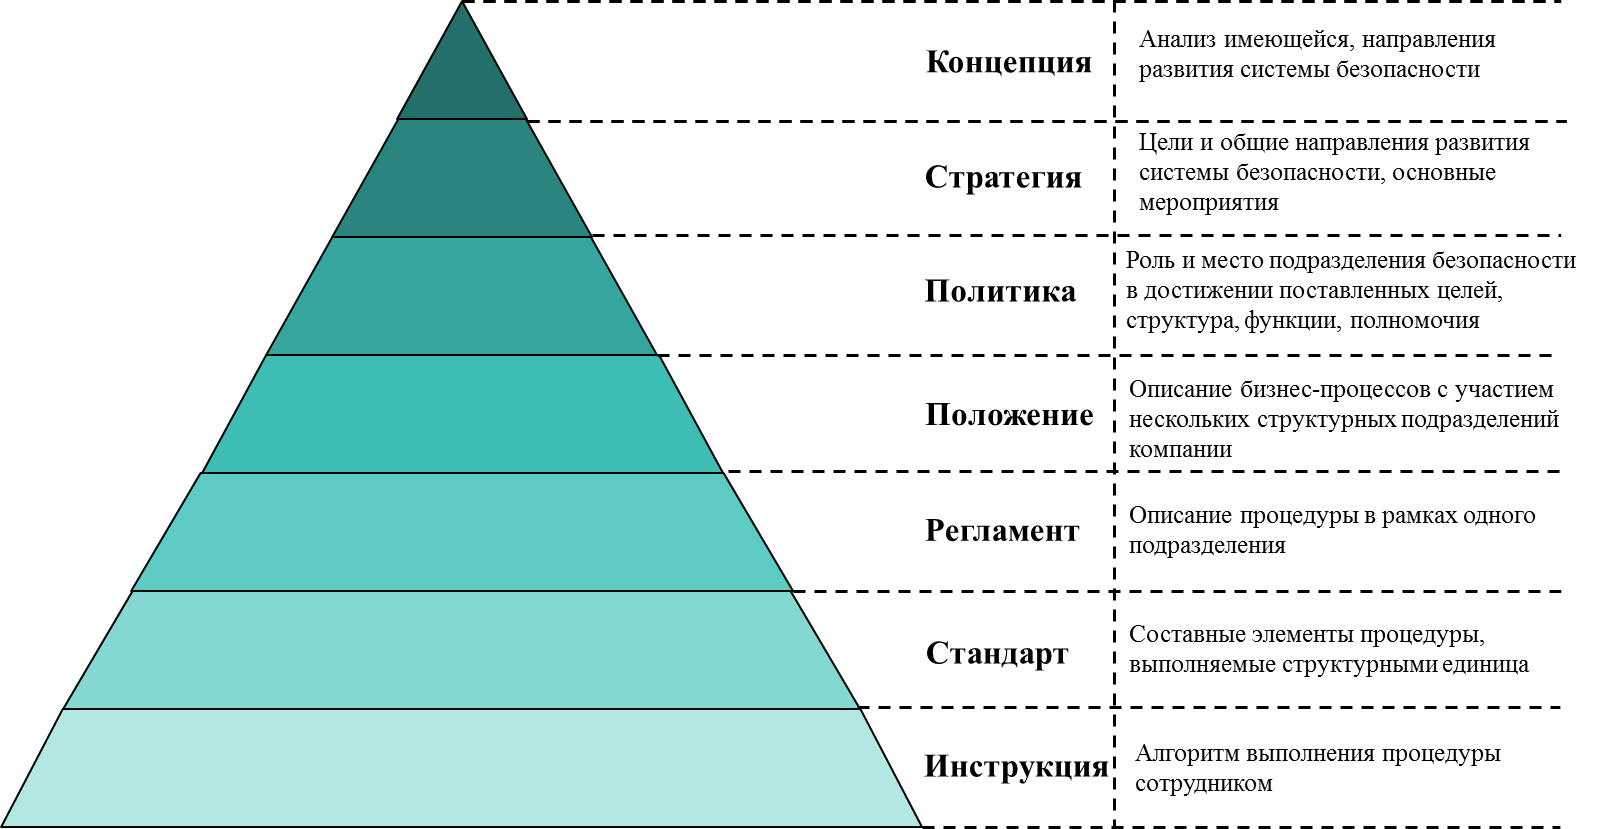 Концепция
Анализ имеющейся, направления
развития системы безопасности
Стратегия
Цели и общие направления развития
системы безопасности, основные
мероприятия
Политика
Роль и место подразделения безопасности
в достижении поставленных целей,
структура, функции, полномочия
Положение
Описание бизнес-процессов с участием
нескольких структурных подразделений
компании
Регламент
Описание процедуры в рамках одного
подразделения
Стандарт
Составные элементы процедуры,
выполняемые структурными единица
Инструкция
Алгоритм выполнения процедуры
сотрудником